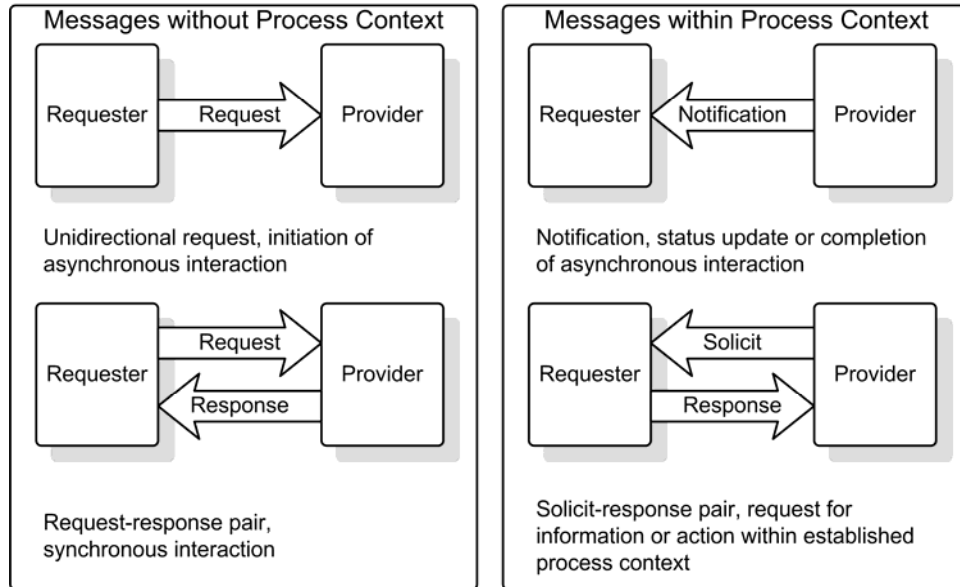 Messages without Process Context
Requester
Request
Provider
Unidirectional request, initiation of
asynchronous interaction
Requester
Request
Response
Provider
Request-response pair,
synchronous interaction
Messages within Process Context
Requester
Notification
Provider
Notification, status update or completion
of asynchronous interaction
Requester
Solicit
Response
Provider
Solicit-response pair, request for
information or action within established
process context